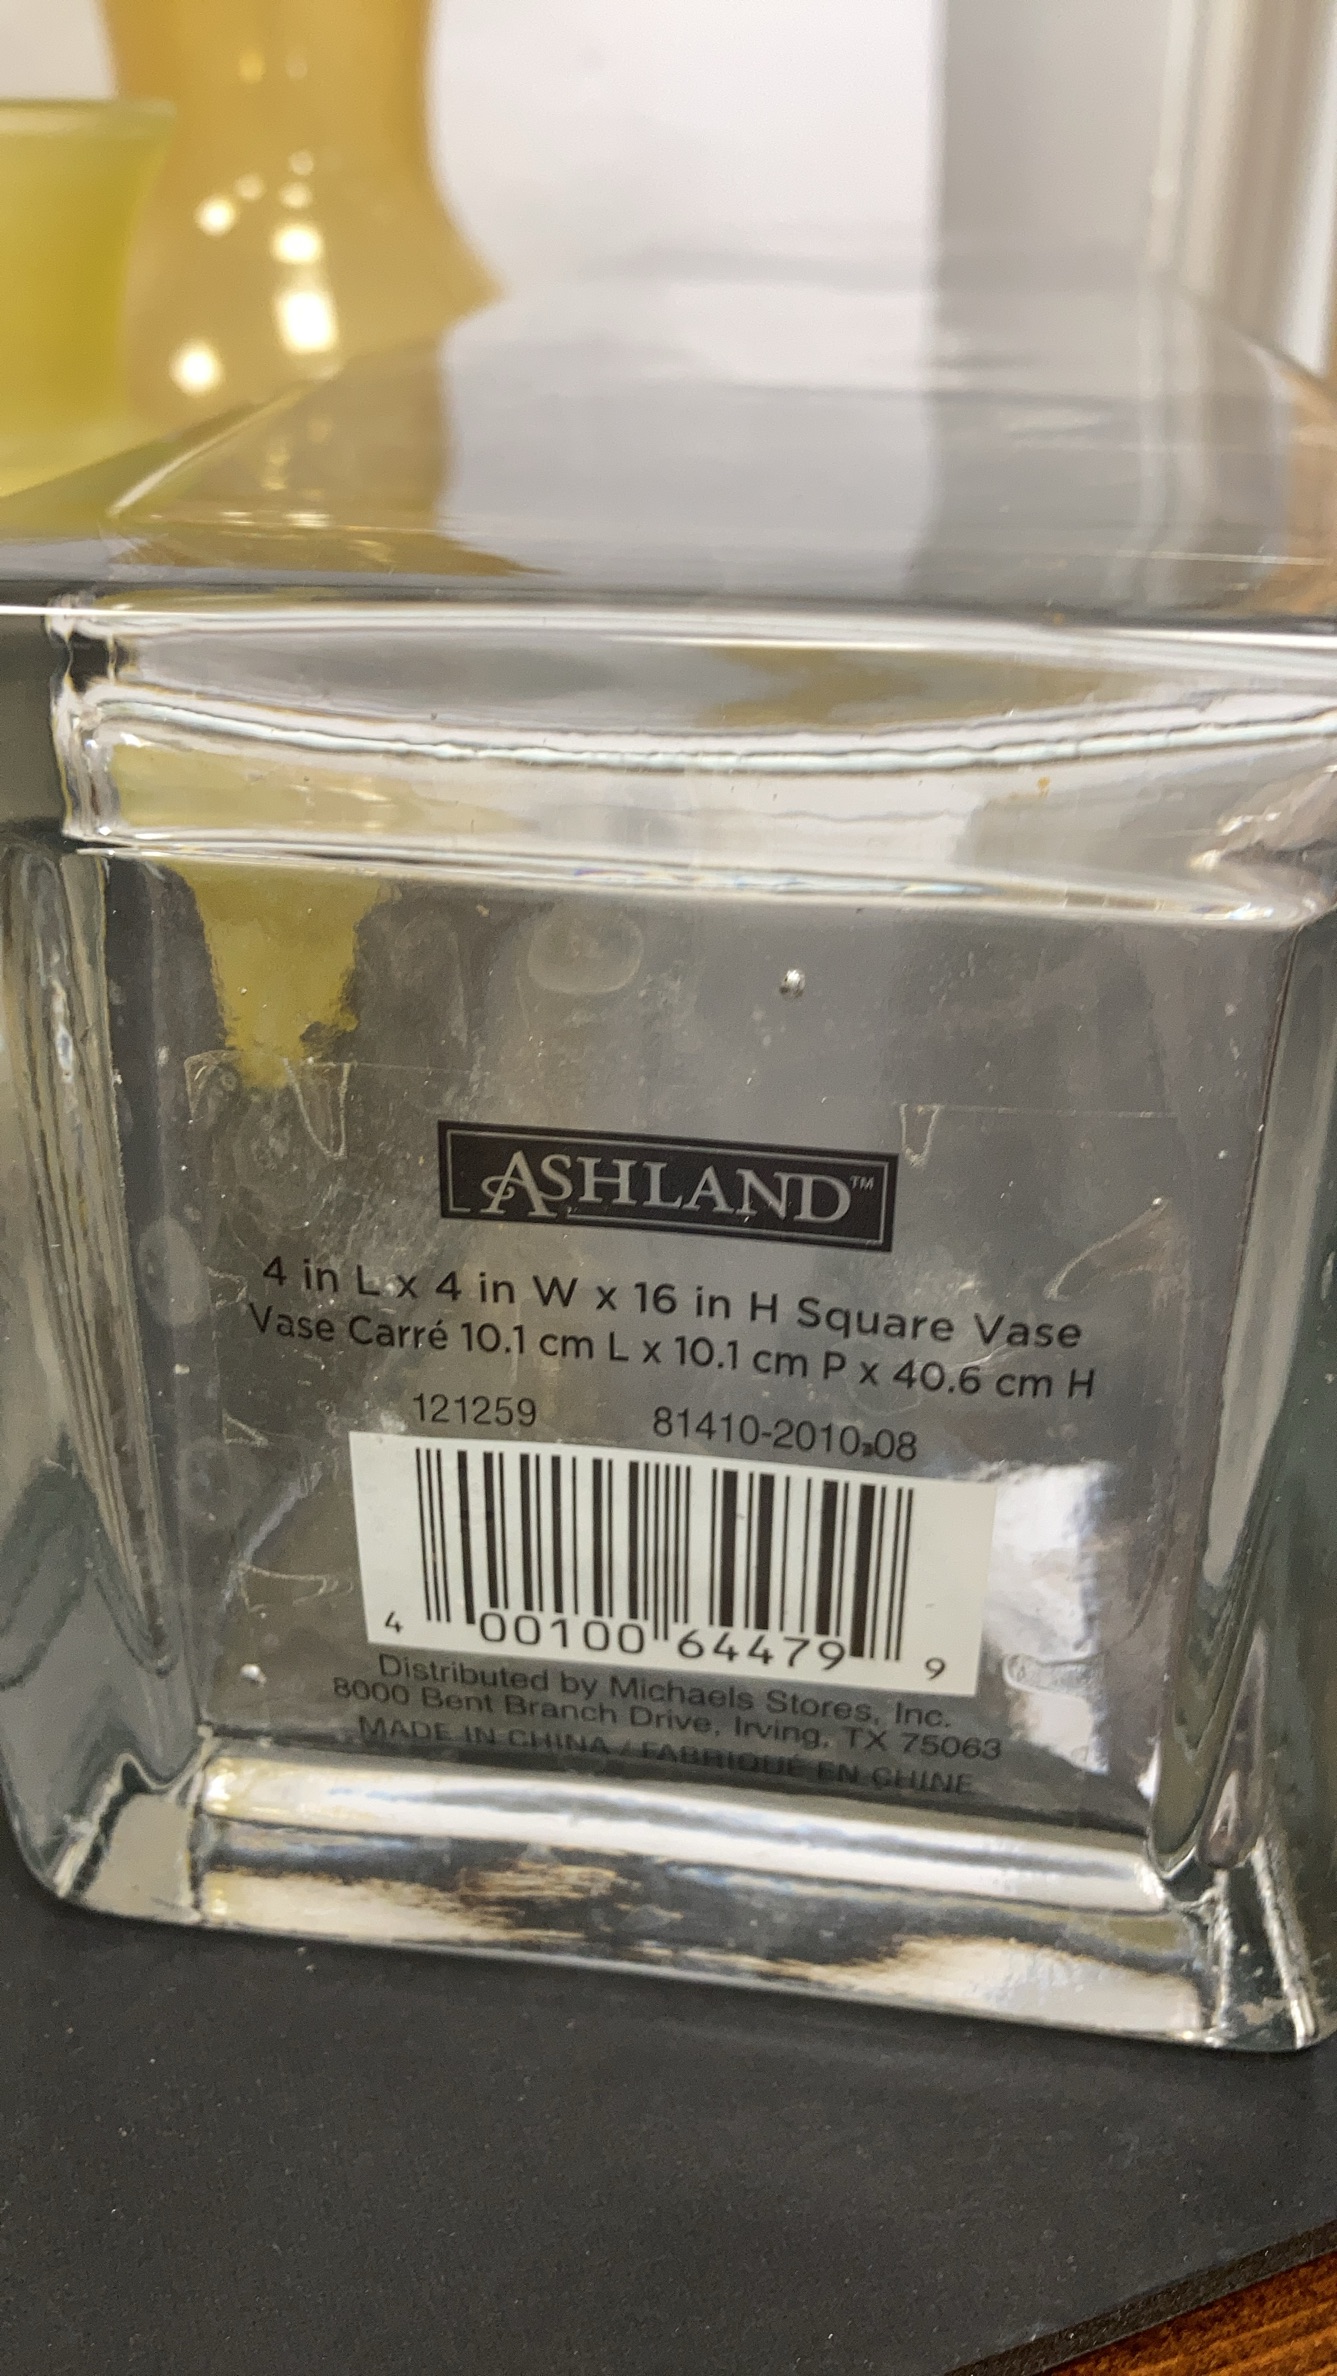 ASHLAND™
4 in L x 4 in W x 16 in H Square Vase
Vase Carré 10.1 cm L x 10.1 cm P x 40.6 cm H
121259 81410-2010-08
4 00100 64479 9
Distributed by Michaels Stores, Inc.
8000 Bent Branch Drive, Irving, TX 75063
MADE IN CHINA / FABRIQUÉ EN CHINE